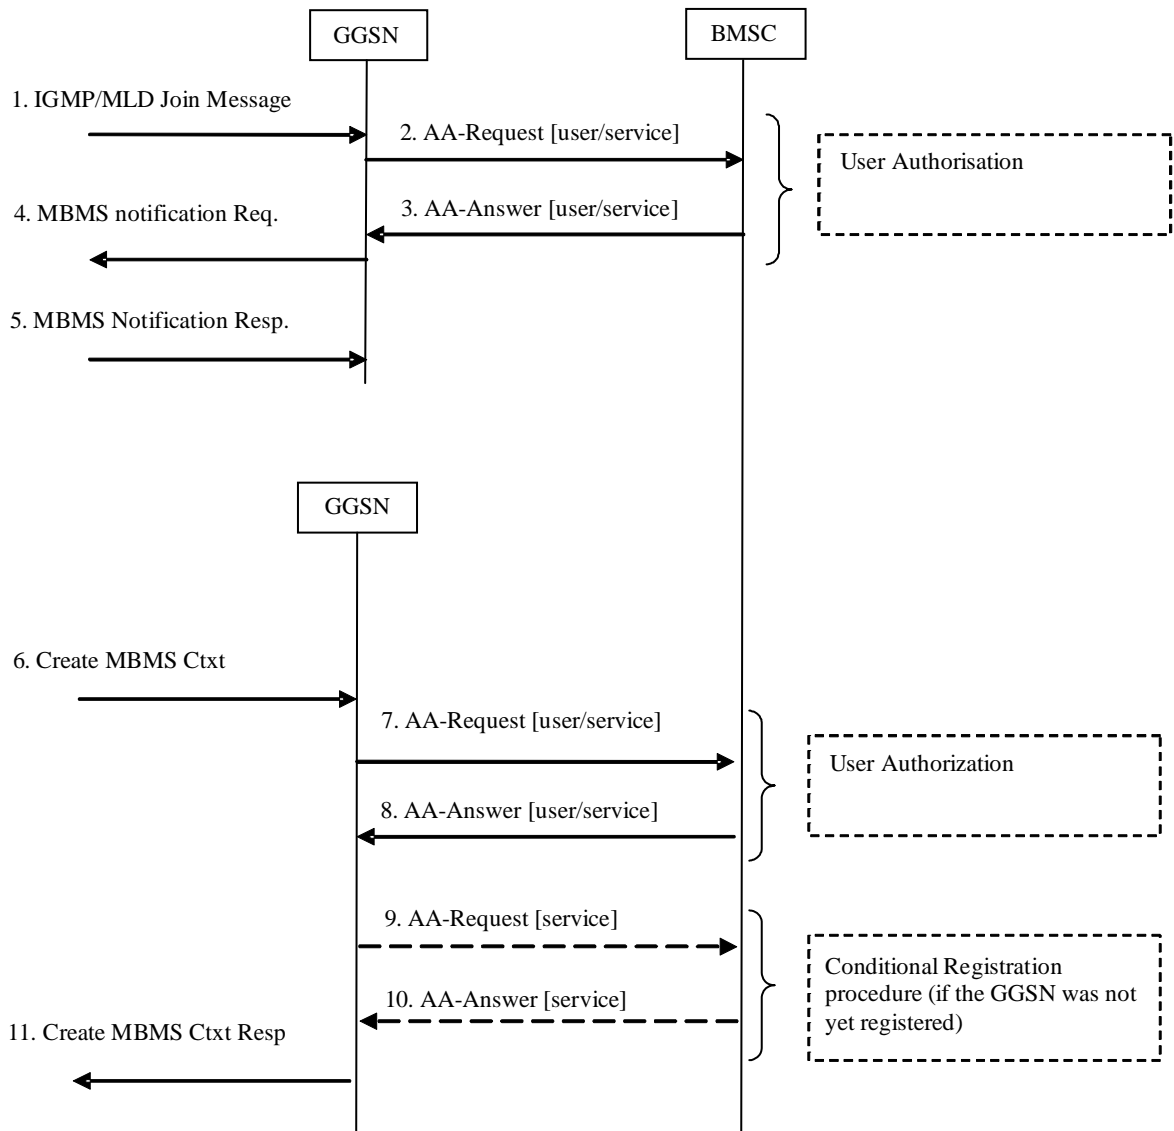 GGSN
BMSC
1. IGMP/MLD Join Message
2. AA-Request [user/service]
User Authorisation
3. AA-Answer [user/service]
4. MBMS notification Req.
5. MBMS Notification Resp.
GGSN
6. Create MBMS Ctxt
7. AA-Request [user/service]
User Authorization
8. AA-Answer [user/service]
9. AA-Request [service]
Conditional Registration
procedure (if the GGSN was not
yet registered)
10. AA-Answer [service]
11. Create MBMS Ctxt Resp